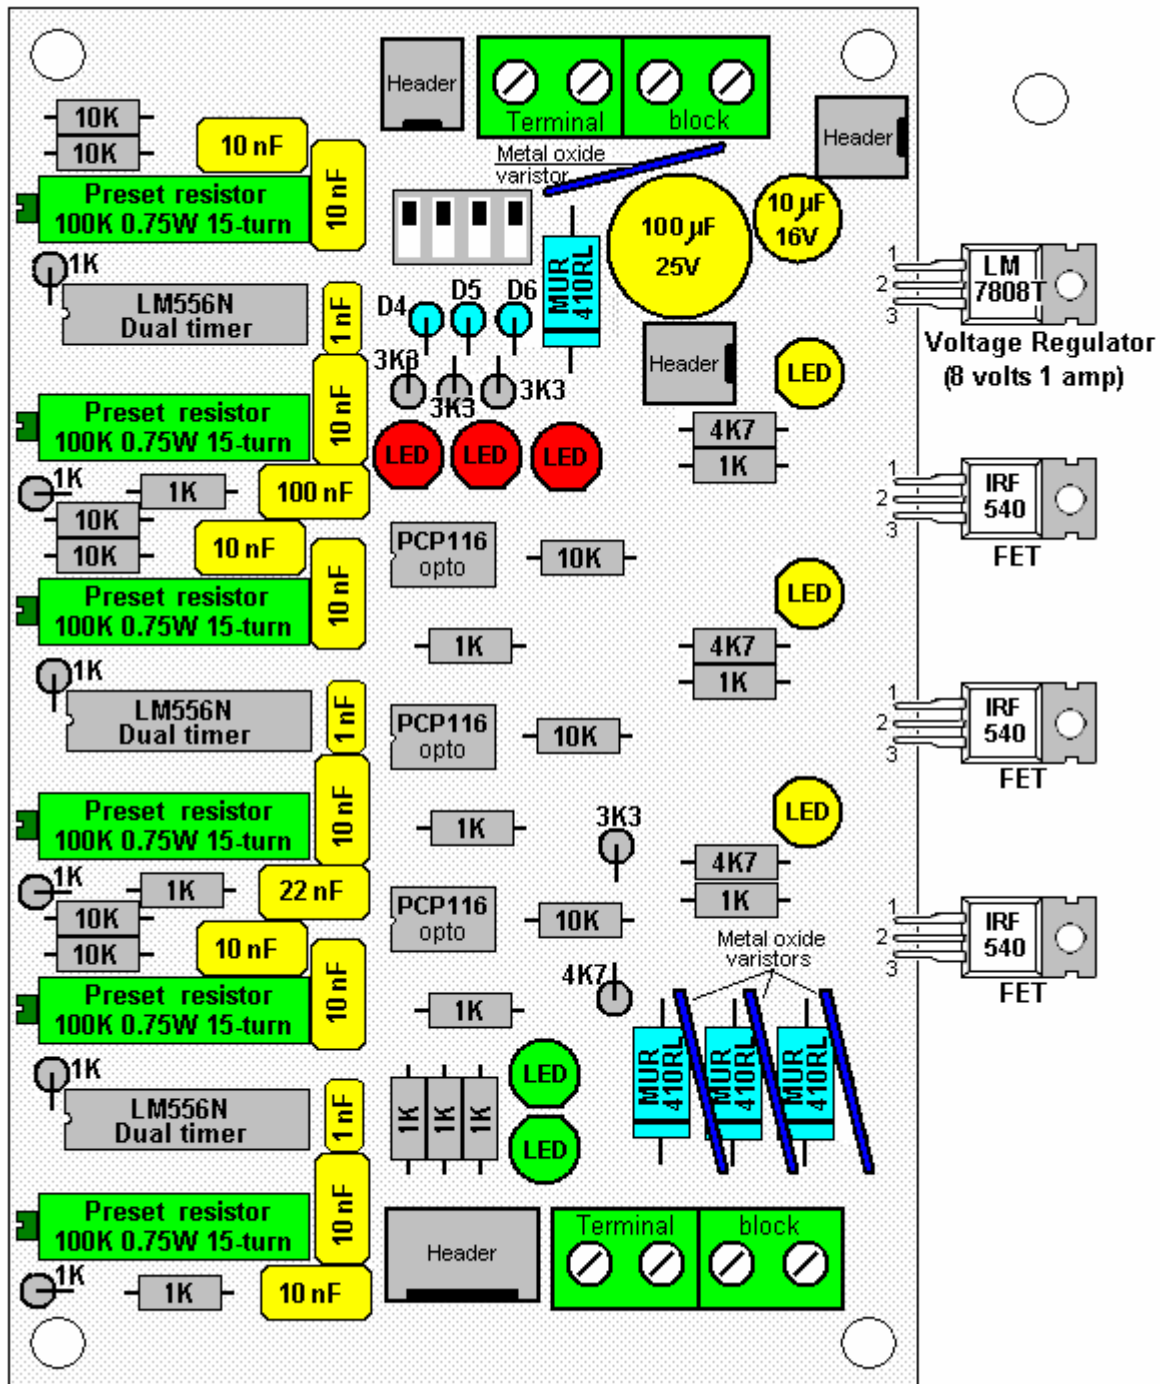 Header
Terminal block
Header
10K
10K
10 nF
10 nF
Metal oxide
varistor
Preset resistor
100K 0.75W 15-turn
100 µF
25V
10 µF
16V
1K
MUR
410RL
1
2
3
LM
7808T
Voltage Regulator
(8 volts 1 amp)
LM556N
Dual timer
1 nF
D4
D5
D6
Header
LED
3K3
3K3
3K3
Preset resistor
100K 0.75W 15-turn
10 nF
LED
LED
LED
4K7
1K
1
2
3
IRF
540
FET
1K
1K
100 nF
10K
10K
10 nF
10 nF
PCP116
opto
10K
LED
Preset resistor
100K 0.75W 15-turn
1K
4K7
1K
1K
LM556N
Dual timer
1 nF
PCP116
opto
10K
1
2
3
IRF
540
FET
Preset resistor
100K 0.75W 15-turn
10 nF
1K
3K3
LED
4K7
1K
1K
1K
22 nF
10K
10K
10 nF
10 nF
PCP116
opto
10K
1
2
3
IRF
540
FET
Metal oxide
varistors
Preset resistor
100K 0.75W 15-turn
1K
4K7
1K
LM556N
Dual timer
1 nF
1K
1K
1K
LED
LED
MUR
410RL
MUR
410RL
MUR
410RL
Preset resistor
100K 0.75W 15-turn
10 nF
Header
Terminal block
1K
1K
10 nF